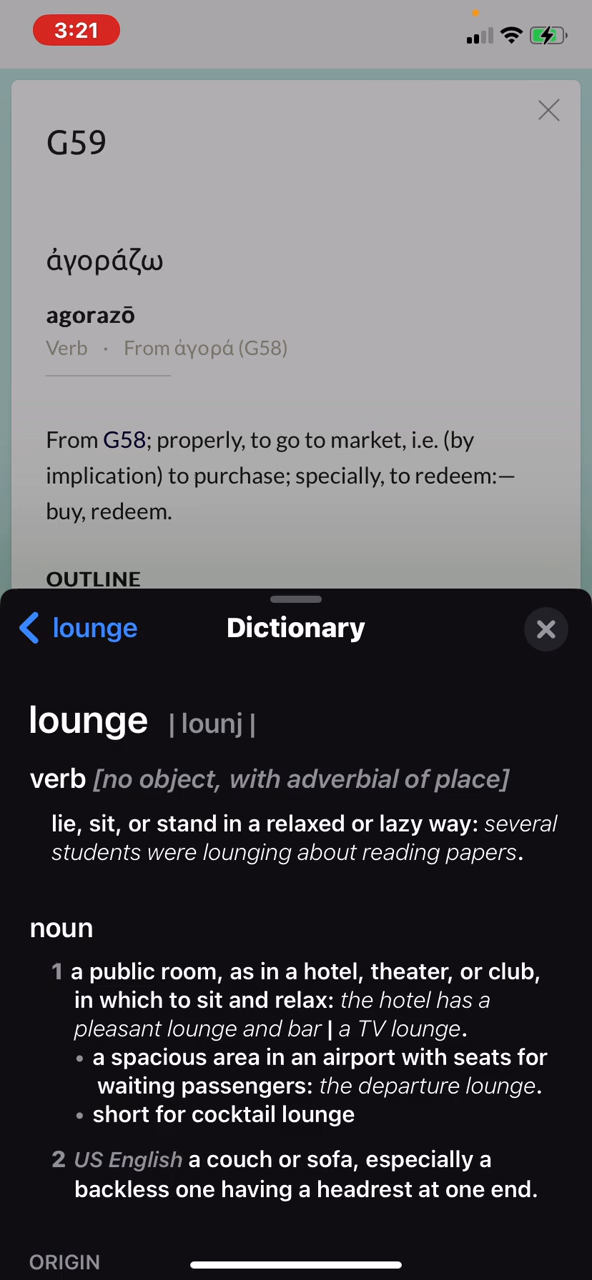 3:21
G59
ἀγοράζω
agorazō
Verb · From ἀγορά (G58)
From G58; properly, to go to market, i.e. (by
implication) to purchase; specially, to redeem:—
buy, redeem.
OUTLINE
lounge
Dictionary
lounge | lounj |
verb [no object, with adverbial of place]
lie, sit, or stand in a relaxed or lazy way: several
students were lounging about reading papers.
noun
1 a public room, as in a hotel, theater, or club,
in which to sit and relax: the hotel has a
pleasant lounge and bar | a TV lounge.
• a spacious area in an airport with seats for
waiting passengers: the departure lounge.
• short for cocktail lounge
2 US English a couch or sofa, especially a
backless one having a headrest at one end.
ORIGIN